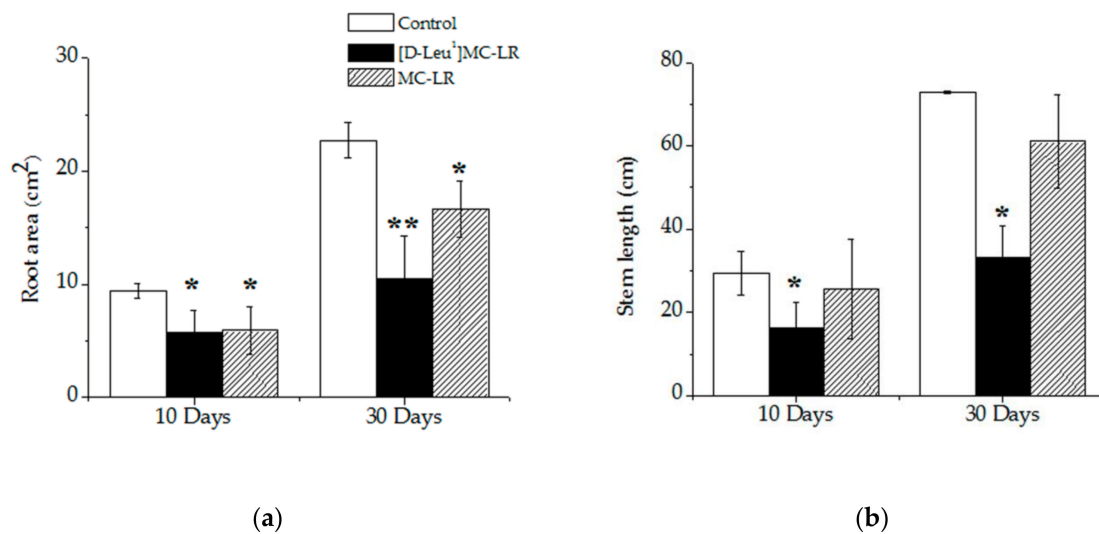 Control
[D-Leu¹]MC-LR
MC-LR
30
20
10
0
Root area (cm²)
*
*
**
*
10 Days
30 Days
(a)
80
60
40
20
0
Stem length (cm)
*
*
10 Days
30 Days
(b)